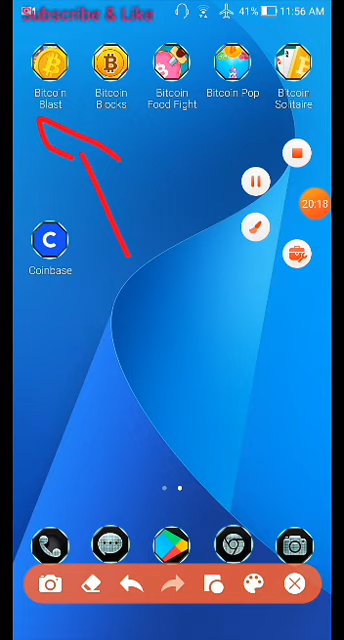 Subscribe & Like
41% 11:56 AM
Bitcoin Blast
Bitcoin Blocks
Bitcoin Food Fight
Bitcoin Pop
Bitcoin Solitaire
20:18
Coinbase